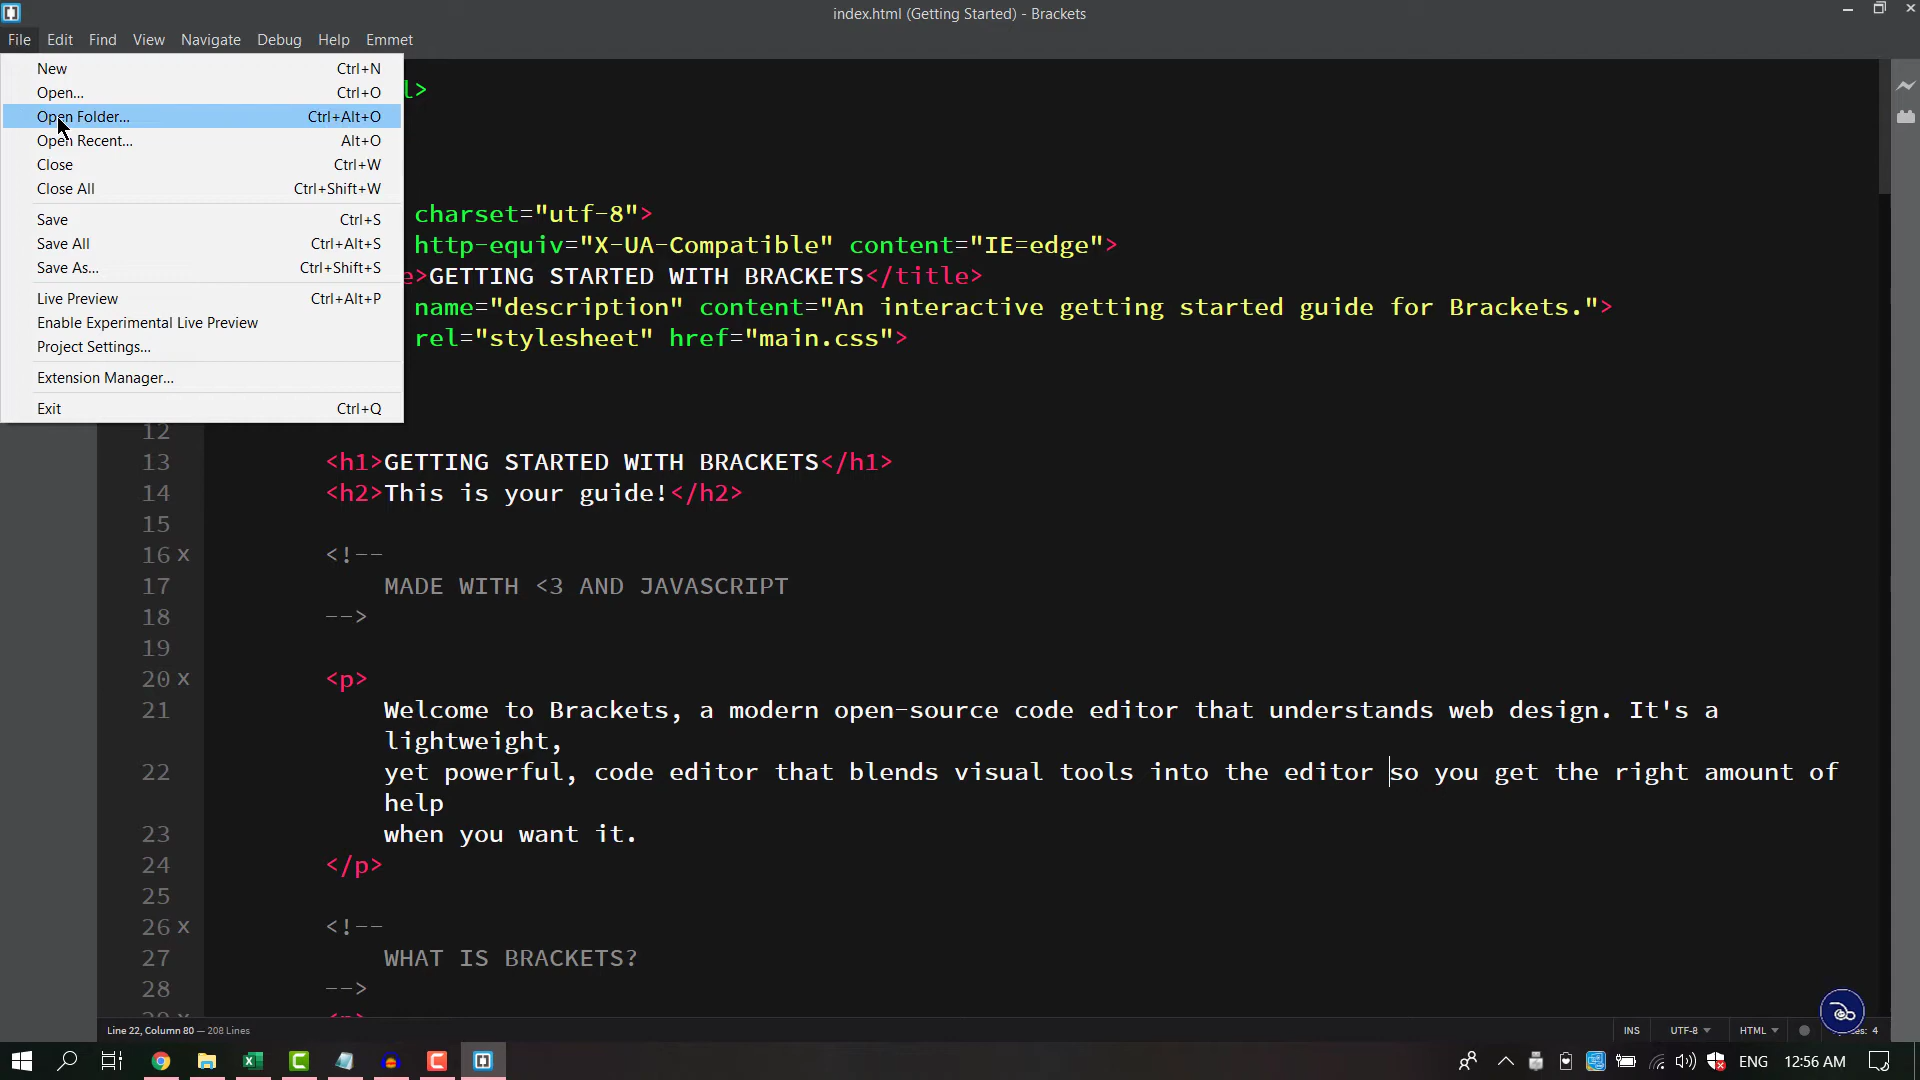 index.html (Getting Started) - Brackets
File Edit Find View Navigate Debug Help Emmet
New Ctrl+N
Open... Ctrl+O
Open Folder... Ctrl+Alt+O
Open Recent... Alt+O
Close Ctrl+W
Close All Ctrl+Shift+W
Save Ctrl+S
Save All Ctrl+Alt+S
Save As... Ctrl+Shift+S
Live Preview Ctrl+Alt+P
Enable Experimental Live Preview
Project Settings...
Extension Manager...
Exit Ctrl+Q
l>
charset="utf-8">
http-equiv="X-UA-Compatible" content="IE=edge">
e>GETTING STARTED WITH BRACKETS</title>
name="description" content="An interactive getting started guide for Brackets.">
rel="stylesheet" href="main.css">
12
13 <h1>GETTING STARTED WITH BRACKETS</h1>
14 <h2>This is your guide!</h2>
15
16 x <!--
17 MADE WITH <3 AND JAVASCRIPT
18 -->
19
20 x <p>
21 Welcome to Brackets, a modern open-source code editor that understands web design. It's a
lightweight,
22 yet powerful, code editor that blends visual tools into the editor so you get the right amount of
help
23 when you want it.
24 </p>
25
26 x <!--
27 WHAT IS BRACKETS?
28 -->
Line 22, Column 80 — 208 Lines INS UTF-8 HTML 4
ENG 12:56 AM